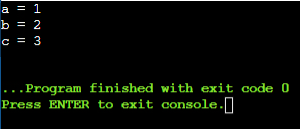 a = 1
b = 2
c = 3
...Program finished with exit code 0
Press ENTER to exit console.